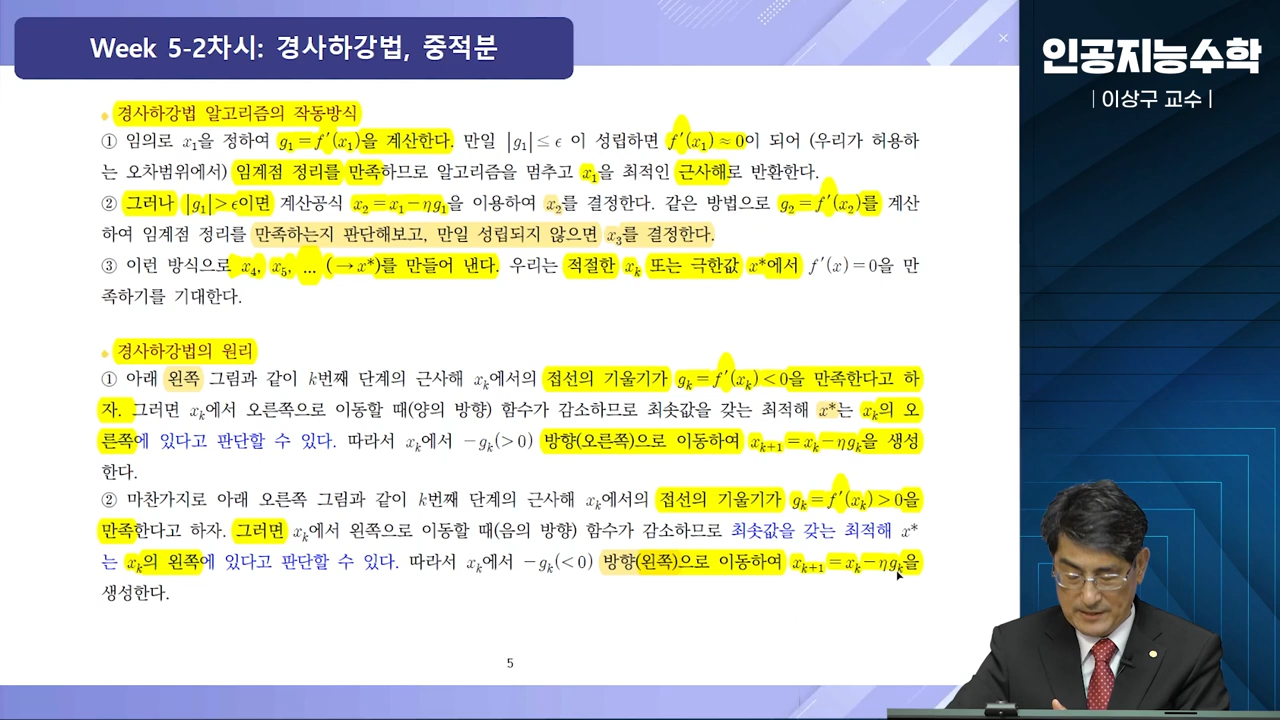 Week 5-2차시: 경사하강법, 중적분
인공지능수학
| 이상구 교수 |
• 경사하강법 알고리즘의 작동방식
① 임의로 x₁을 정하여 g₁ = f′(x₁)을 계산한다. 만일 |g₁| ≤ ϵ 이 성립하면 f′(x₁) ≈ 0이 되어 (우리가 허용하
는 오차범위에서) 임계점 정리를 만족하므로 알고리즘을 멈추고 x₁을 최적인 근사해로 반환한다.
② 그러나 |g₁| > ϵ이면 계산공식 x₂ = x₁ − ηg₁을 이용하여 x₂를 결정한다. 같은 방법으로 g₂ = f′(x₂)를 계산
하여 임계점 정리를 만족하는지 판단해보고, 만일 성립되지 않으면 x₃를 결정한다.
③ 이런 방식으로 x₄, x₅, … (→ x*)를 만들어 낸다. 우리는 적절한 xₖ 또는 극한값 x*에서 f′(x) = 0을 만
족하기를 기대한다.
• 경사하강법의 원리
① 아래 왼쪽 그림과 같이 k번째 단계의 근사해 xₖ에서의 접선의 기울기가 gₖ = f′(xₖ) < 0을 만족한다고 하
자. 그러면 xₖ에서 오른쪽으로 이동할 때(양의 방향) 함수가 감소하므로 최솟값을 갖는 최적해 x*는 xₖ의 오
른쪽에 있다고 판단할 수 있다. 따라서 xₖ에서 −gₖ(> 0) 방향(오른쪽)으로 이동하여 xₖ₊₁ = xₖ − ηgₖ을 생성
한다.
② 마찬가지로 아래 오른쪽 그림과 같이 k번째 단계의 근사해 xₖ에서의 접선의 기울기가 gₖ = f′(xₖ) > 0을
만족한다고 하자. 그러면 xₖ에서 왼쪽으로 이동할 때(음의 방향) 함수가 감소하므로 최솟값을 갖는 최적해 x*
는 xₖ의 왼쪽에 있다고 판단할 수 있다. 따라서 xₖ에서 −gₖ(< 0) 방향(왼쪽)으로 이동하여 xₖ₊₁ = xₖ − ηgₖ을
생성한다.
5